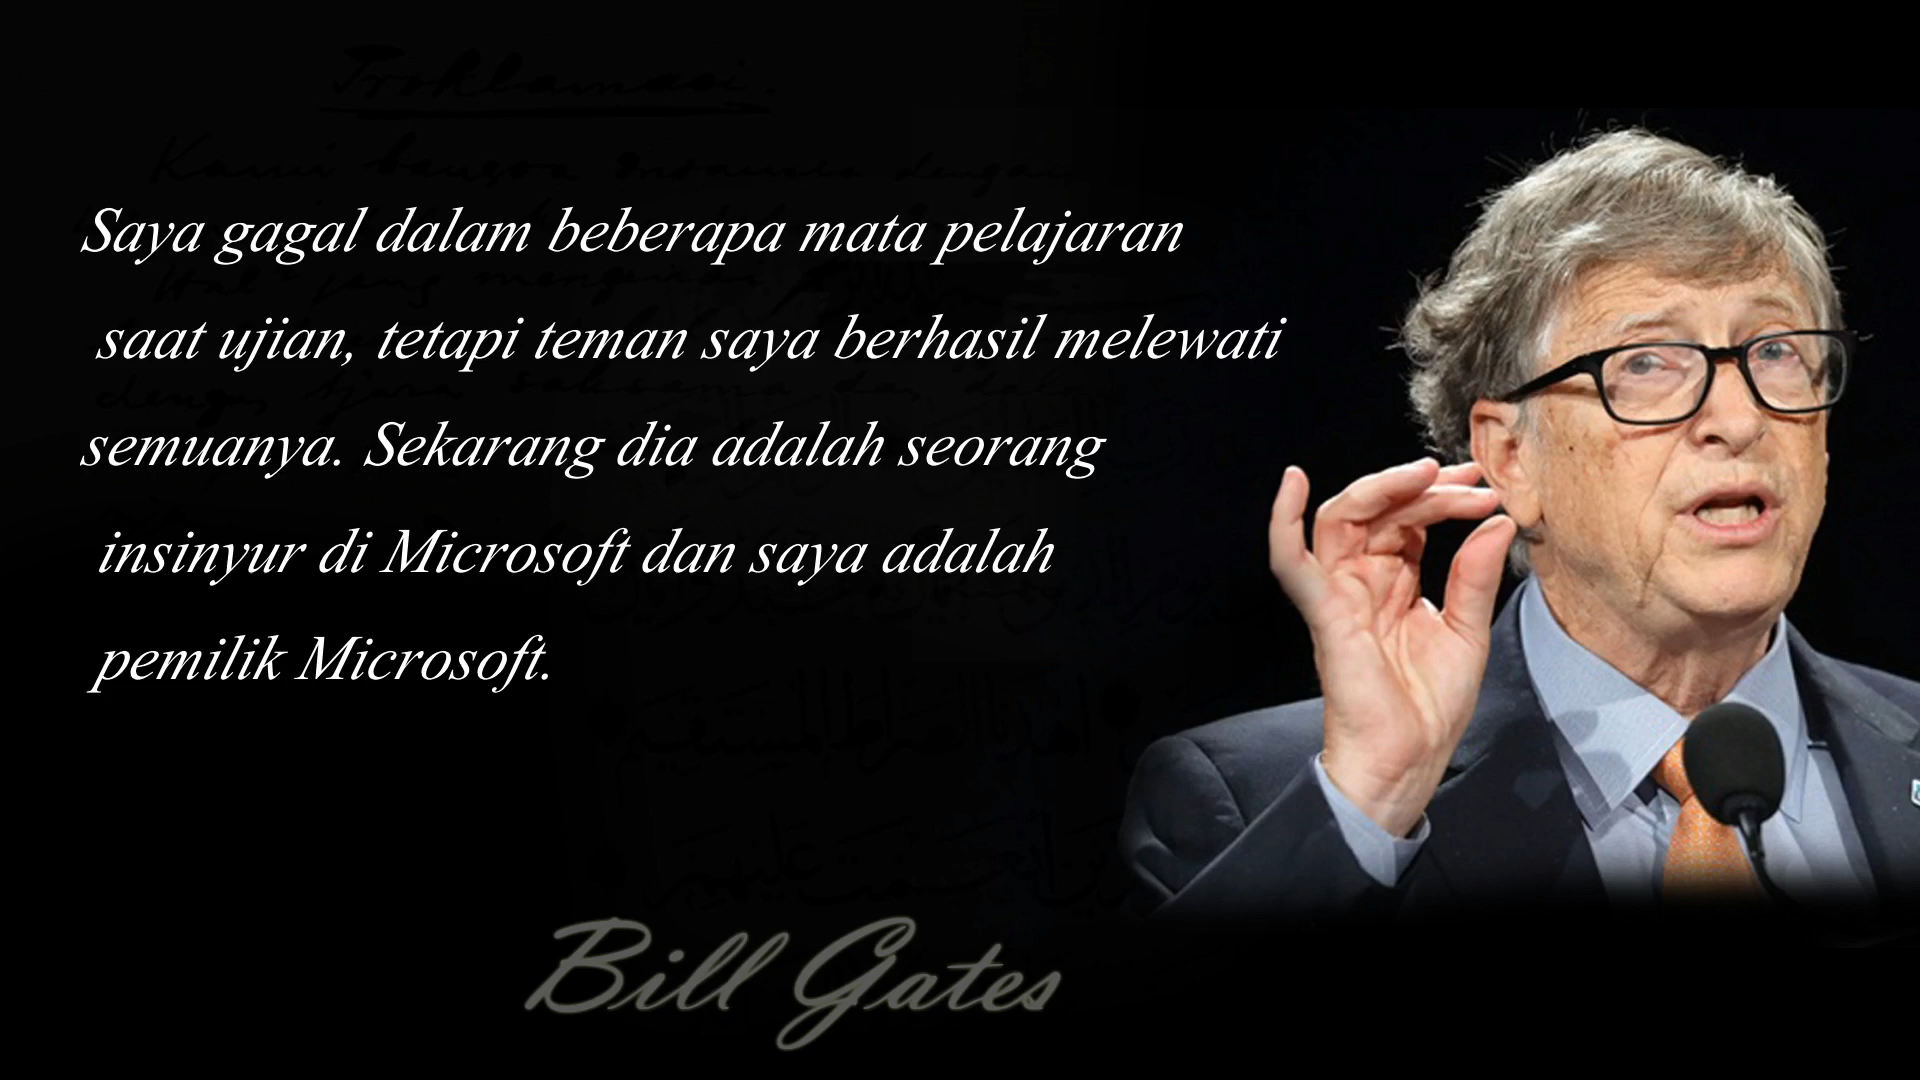 Proklamasi.
Saya gagal dalam beberapa mata pelajaran
saat ujian, tetapi teman saya berhasil melewati
semuanya. Sekarang dia adalah seorang
insinyur di Microsoft dan saya adalah
pemilik Microsoft.
Bill Gates